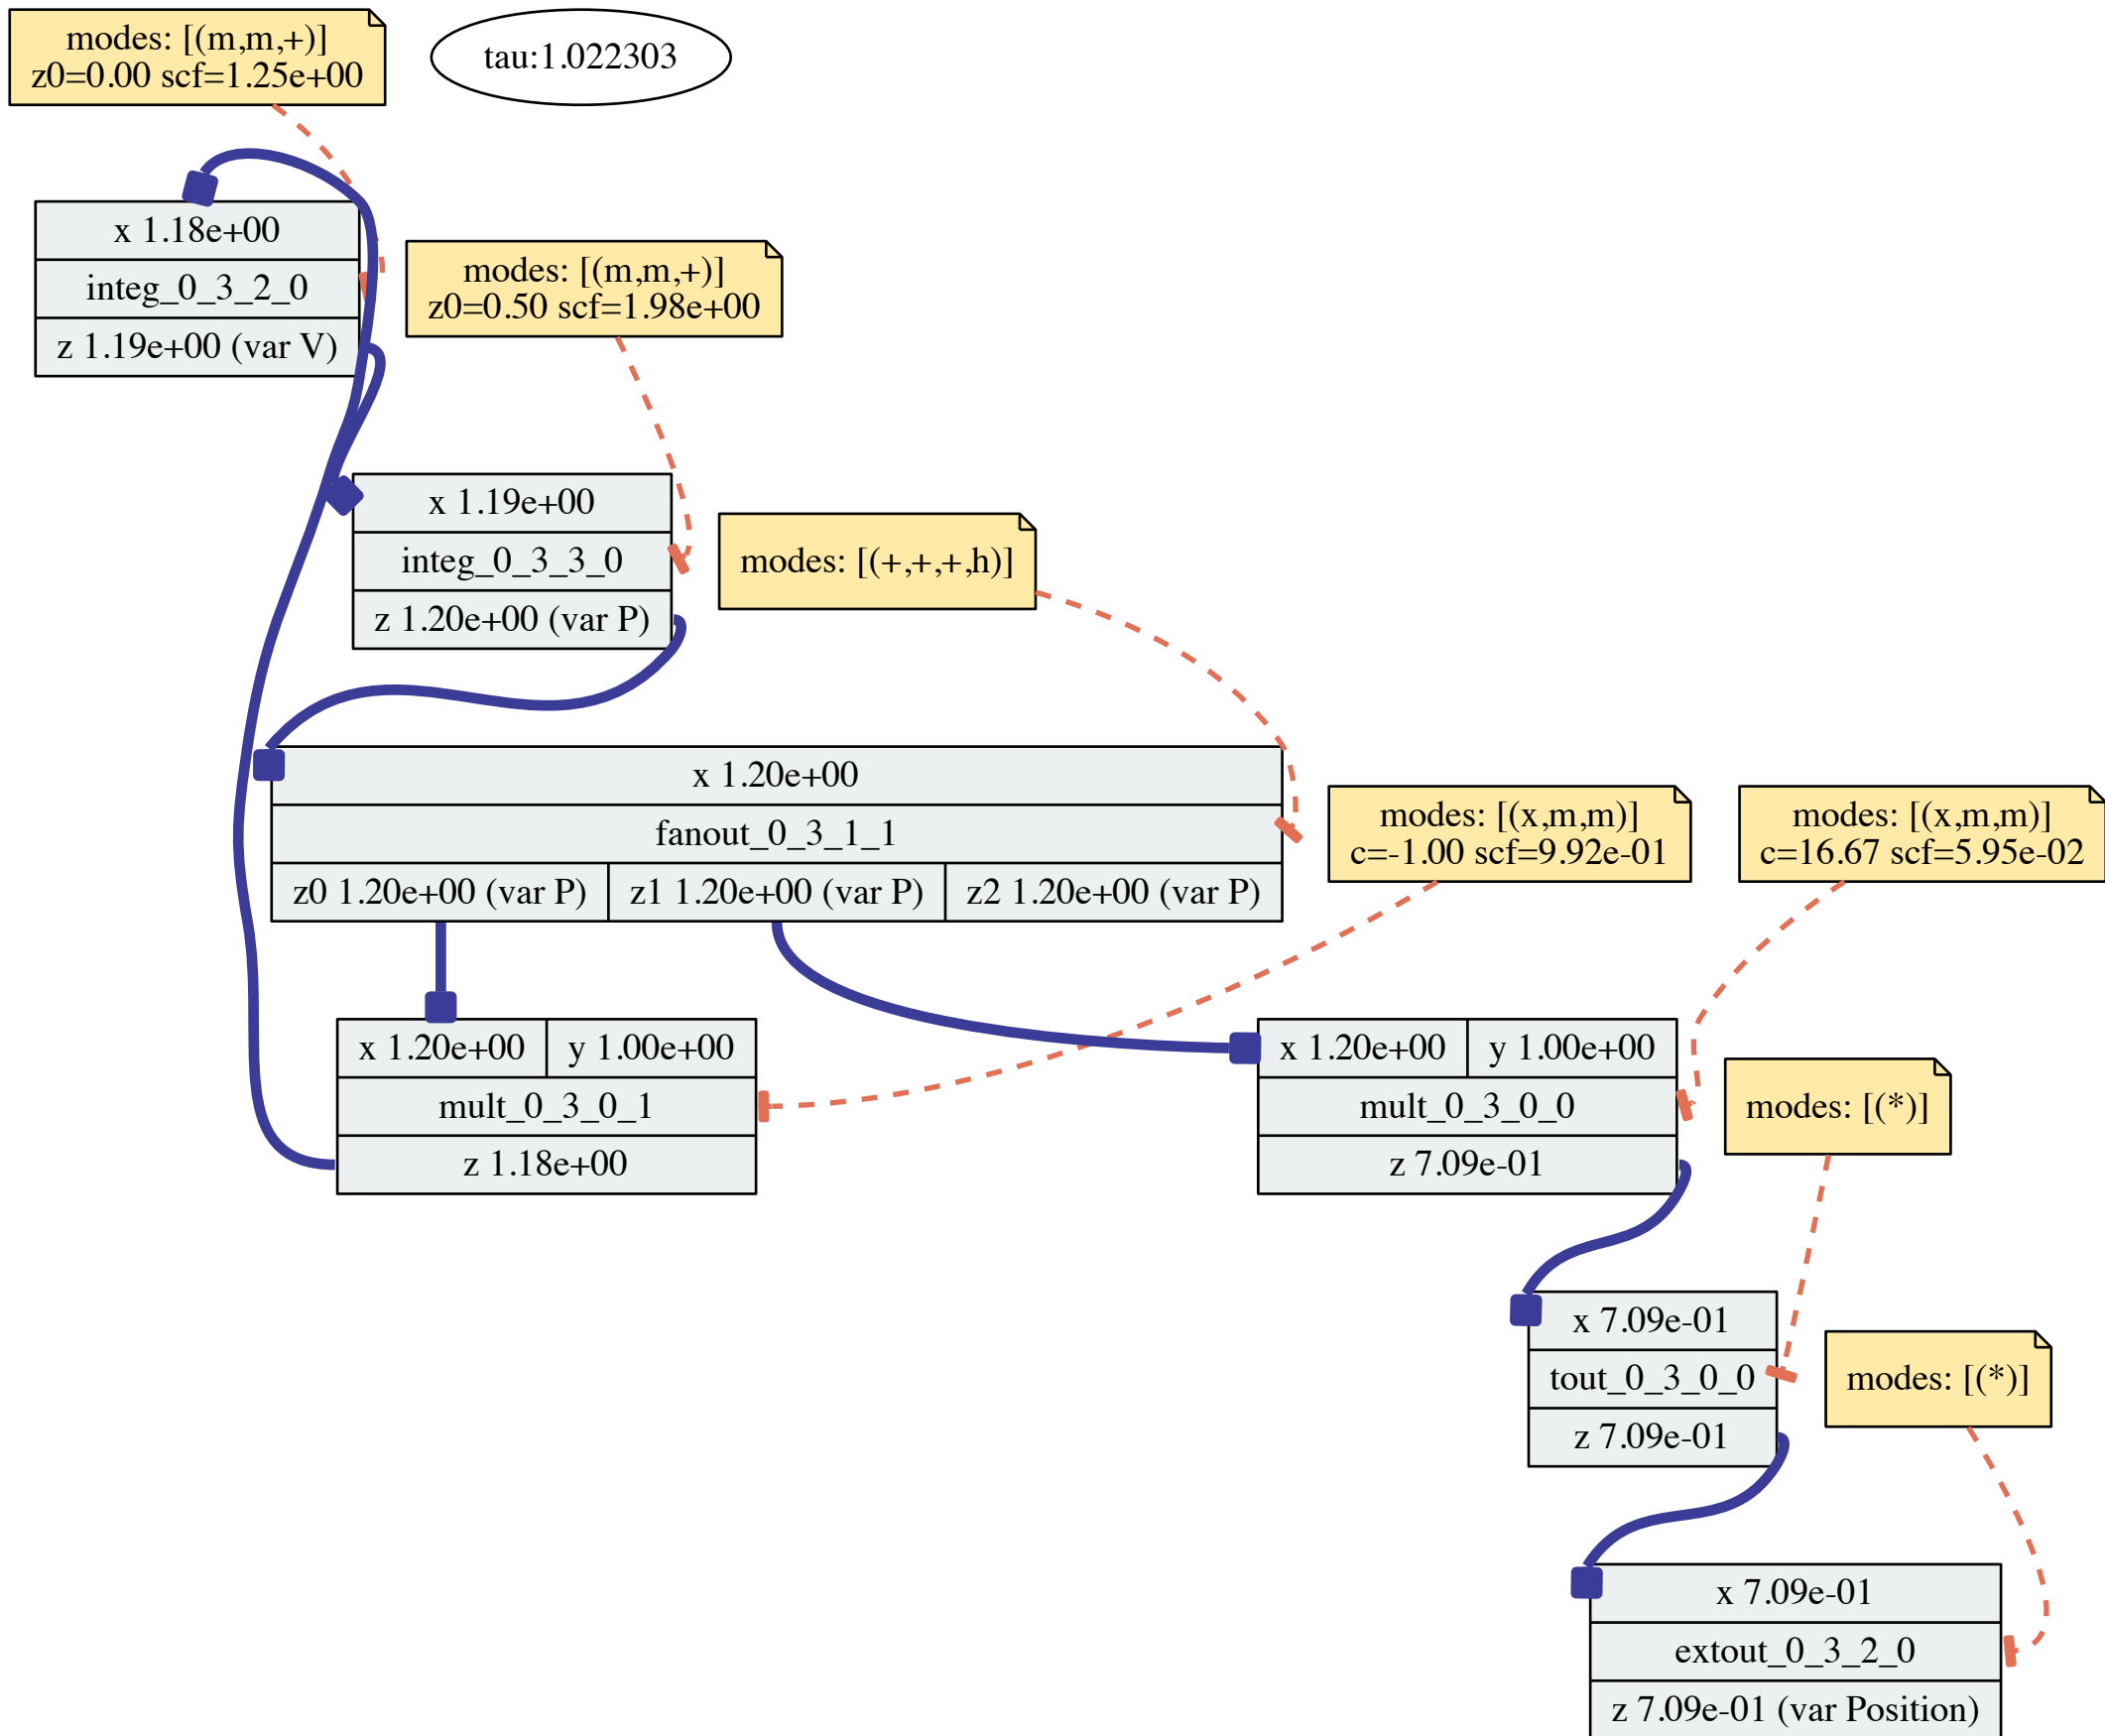 modes: [(m,m,+)]
z0=0.00 scf=1.25e+00
tau:1.022303
x 1.18e+00
integ_0_3_2_0
z 1.19e+00 (var V)
modes: [(m,m,+)]
z0=0.50 scf=1.98e+00
x 1.19e+00
integ_0_3_3_0
z 1.20e+00 (var P)
modes: [(+,+,+,h)]
x 1.20e+00
fanout_0_3_1_1
z0 1.20e+00 (var P)
z1 1.20e+00 (var P)
z2 1.20e+00 (var P)
modes: [(x,m,m)]
c=-1.00 scf=9.92e-01
modes: [(x,m,m)]
c=16.67 scf=5.95e-02
x 1.20e+00
y 1.00e+00
mult_0_3_0_1
z 1.18e+00
x 1.20e+00
y 1.00e+00
mult_0_3_0_0
z 7.09e-01
modes: [(*)]
x 7.09e-01
tout_0_3_0_0
z 7.09e-01
modes: [(*)]
x 7.09e-01
extout_0_3_2_0
z 7.09e-01 (var Position)